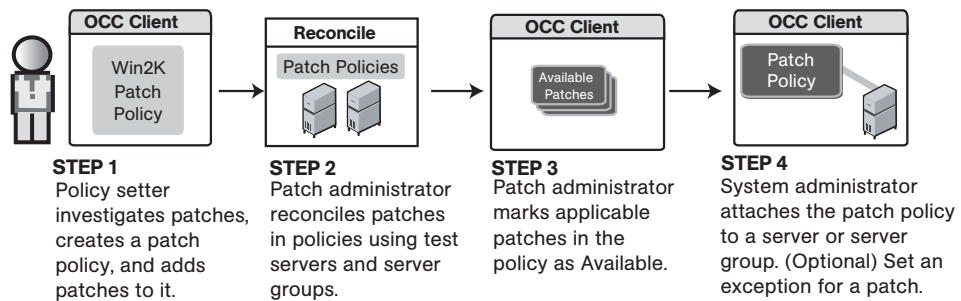 OCC Client
Win2K
Patch
Policy
STEP 1
Policy setter
investigates patches,
creates a patch
policy, and adds
patches to it.
Reconcile
Patch Policies
STEP 2
Patch administrator
reconciles patches
in policies using test
servers and server
groups.
OCC Client
Available
Patches
STEP 3
Patch administrator
marks applicable
patches in the
policy as Available.
OCC Client
Patch
Policy
STEP 4
System administrator
attaches the patch policy
to a server or server
group. (Optional) Set an
exception for a patch.